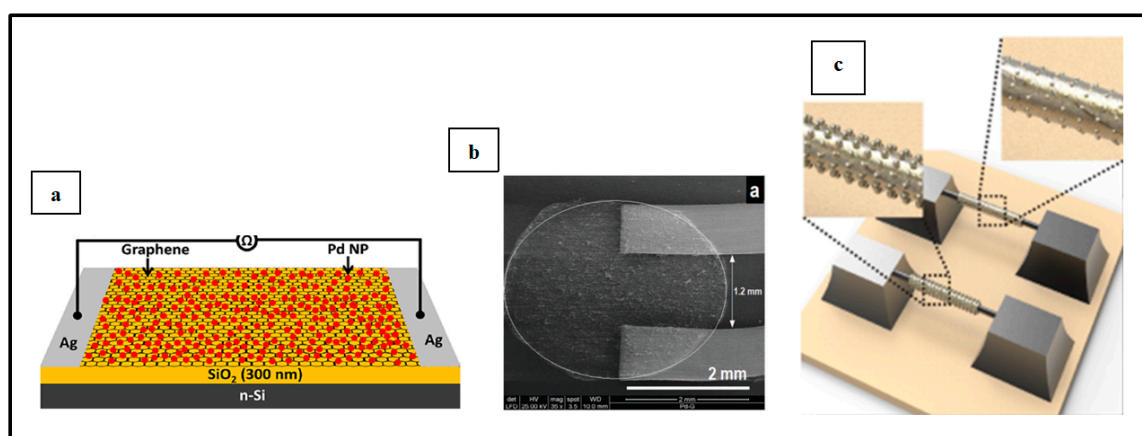 a
Graphene
Ω
Pd NP
Ag
Ag
SiO₂ (300 nm)
n-Si
b
a
1.2 mm
2 mm
det HV mag spot WD 2 mm
LFD 25.00 kV 35 x 3.5 10.0 mm Pd-G
c